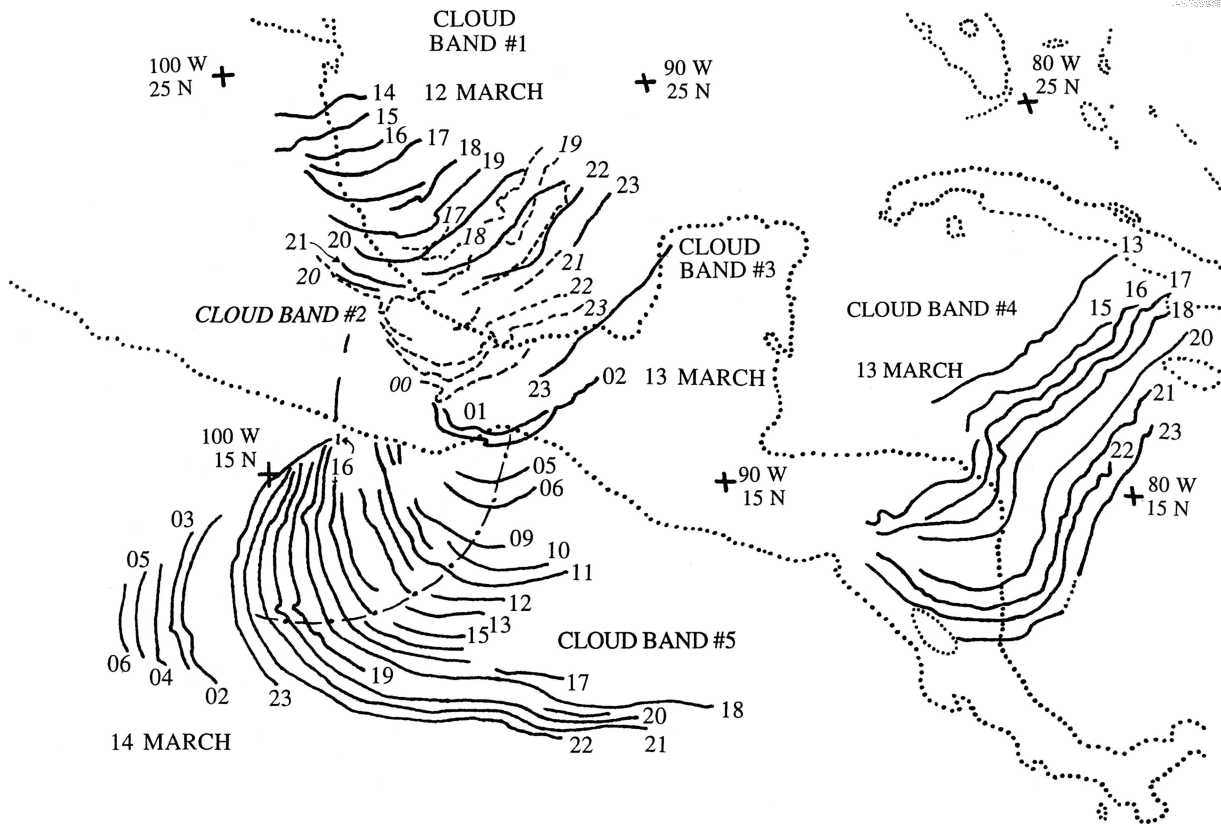 CLOUD
BAND #1
100 W
25 N
90 W
25 N
80 W
25 N
12 MARCH
14
15
16
17
18
19
19
22
23
17
18
20
21
20
21
22
23
CLOUD BAND #2
00
CLOUD
BAND #3
13 MARCH
01
23
02
CLOUD BAND #4
13 MARCH
13
15
16
17
18
20
21
22
23
100 W
15 N
90 W
15 N
80 W
15 N
16
05
06
09
10
11
12
13
15
CLOUD BAND #5
17
18
20
21
22
19
23
03
05
06
04
02
14 MARCH